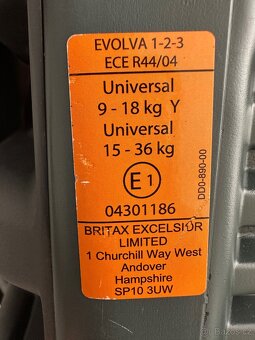 EVOLVA 1-2-3
ECE R44/04
Universal
9 - 18 kg Y
Universal
15 - 36 kg
E1
04301186
DD0-890-00
BRITAX EXCELSIOR
LIMITED
1 Churchill Way West
Andover
Hampshire
SP10 3UW